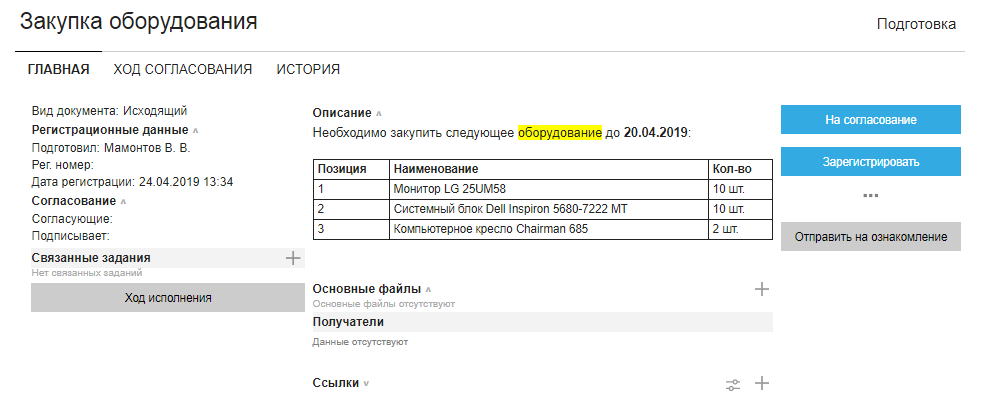 Закупка оборудования
Подготовка
ГЛАВНАЯ ХОД СОГЛАСОВАНИЯ ИСТОРИЯ
Вид документа: Исходящий
Регистрационные данные
Подготовил: Мамонтов В. В.
Рег. номер:
Дата регистрации: 24.04.2019 13:34
Согласование
Согласующие:
Подписывает:
Связанные задания
Нет связанных заданий
Ход исполнения
Описание
Необходимо закупить следующее оборудование до 20.04.2019:
Позиция Наименование Кол-во
1 Монитор LG 25UM58 10 шт.
2 Системный блок Dell Inspiron 5680-7222 MT 10 шт.
3 Компьютерное кресло Chairman 685 2 шт.
Основные файлы
Основные файлы отсутствуют
Получатели
Данные отсутствуют
Ссылки
На согласование
Зарегистрировать
Отправить на ознакомление